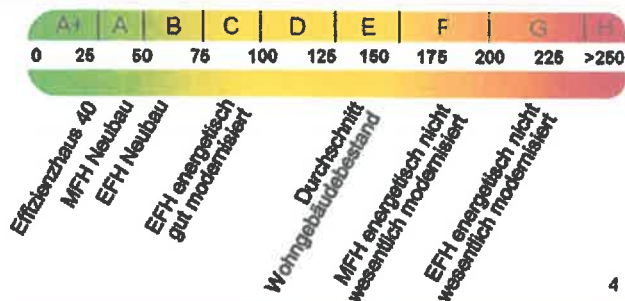 A+ A B C D E F G H
0 25 50 75 100 125 150 175 200 225 >250
Effizienzhaus 40
MFH Neubau
EFH Neubau
EFH energetisch
gut modernisiert
Durchschnitt
Wohngebäudebestand
MFH energetisch nicht
wesentlich modernisiert
EFH energetisch nicht
wesentlich modernisiert
4